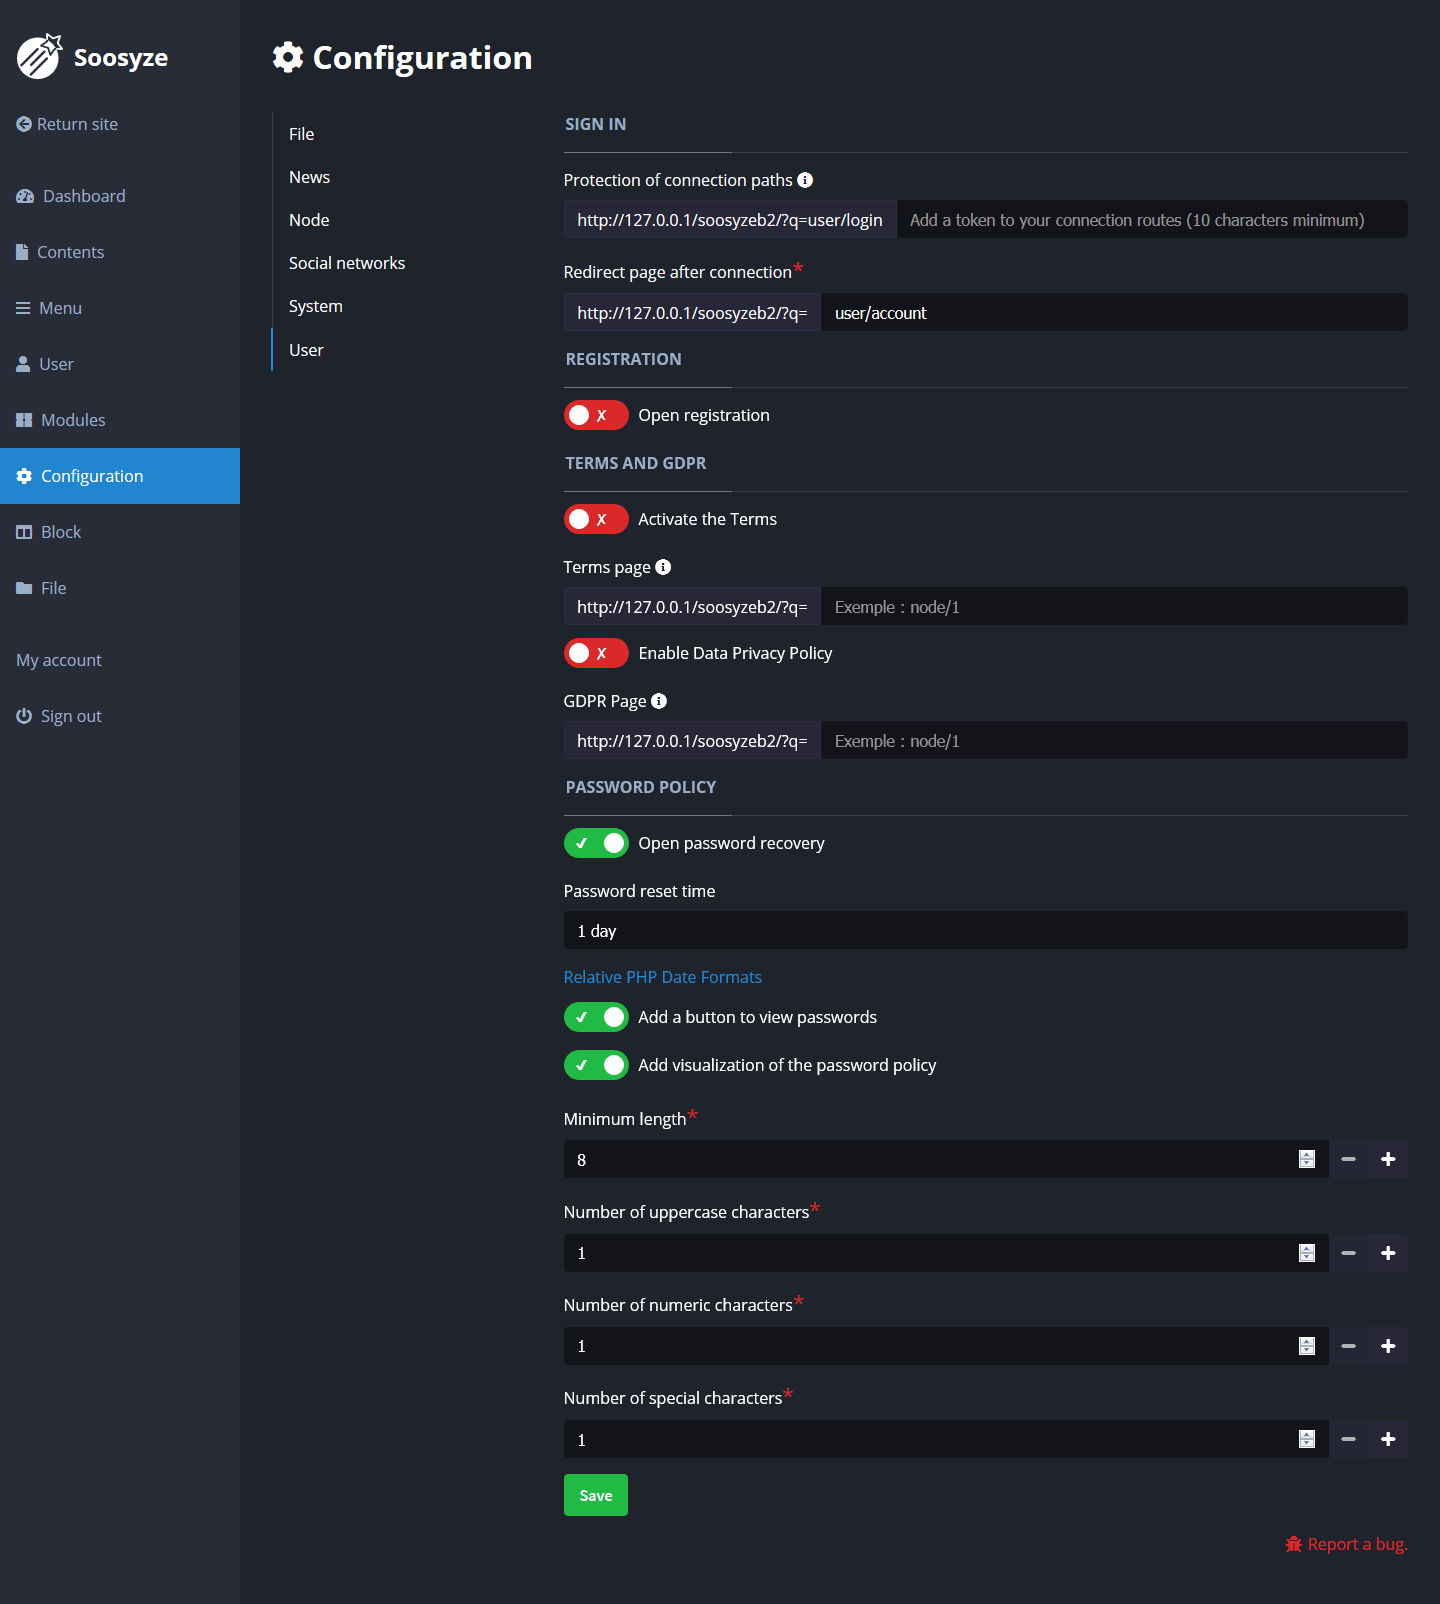 Soosyze
Return site
Dashboard
Contents
Menu
User
Modules
Configuration
Block
File
My account
Sign out
Configuration
File
News
Node
Social networks
System
User
SIGN IN
Protection of connection paths
http://127.0.0.1/soosyzeb2/?q=user/login Add a token to your connection routes (10 characters minimum)
Redirect page after connection*
http://127.0.0.1/soosyzeb2/?q= user/account
REGISTRATION
Open registration
TERMS AND GDPR
Activate the Terms
Terms page
http://127.0.0.1/soosyzeb2/?q= Exemple : node/1
Enable Data Privacy Policy
GDPR Page
http://127.0.0.1/soosyzeb2/?q= Exemple : node/1
PASSWORD POLICY
Open password recovery
Password reset time
1 day
Relative PHP Date Formats
Add a button to view passwords
Add visualization of the password policy
Minimum length*
8
Number of uppercase characters*
1
Number of numeric characters*
1
Number of special characters*
1
Save
Report a bug.